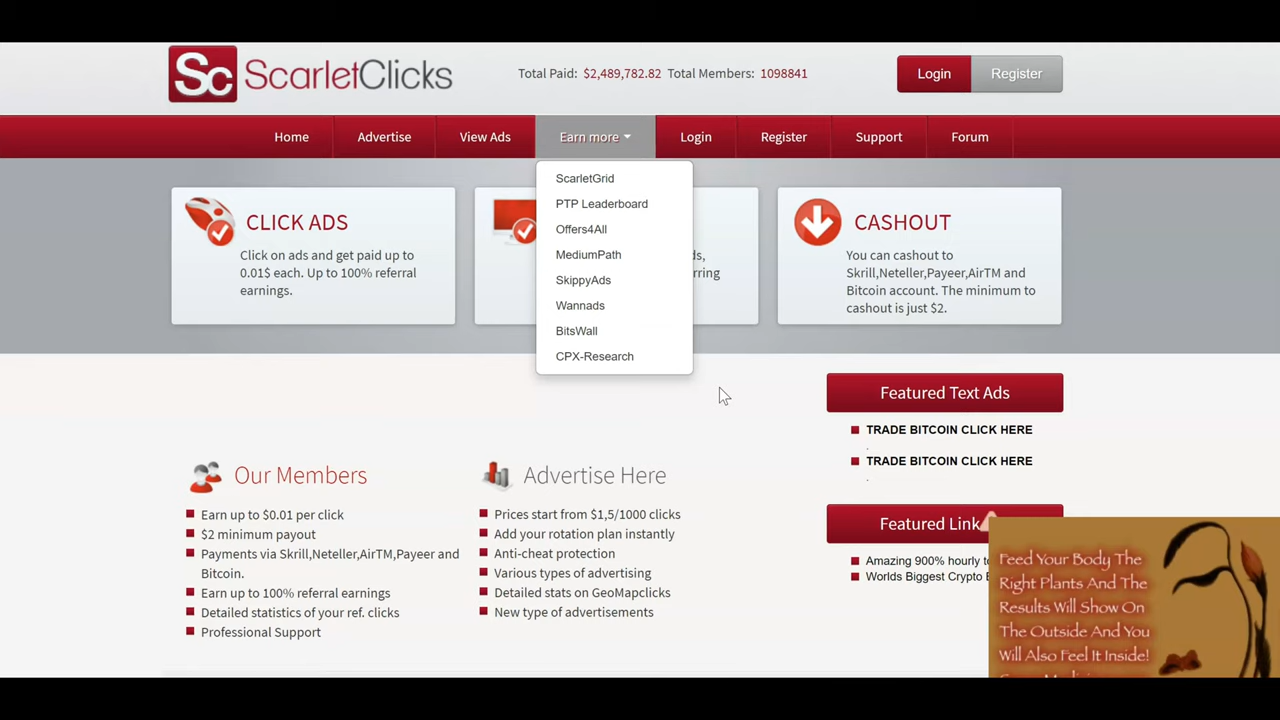 Sc ScarletClicks
Total Paid: $2,489,782.82 Total Members: 1098841
Login
Register
Home
Advertise
View Ads
Earn more
Login
Register
Support
Forum
ScarletGrid
PTP Leaderboard
Offers4All
MediumPath
SkippyAds
Wannads
BitsWall
CPX-Research
CLICK ADS
Click on ads and get paid up to
0.01$ each. Up to 100% referral
earnings.
CASHOUT
You can cashout to
Skrill,Neteller,Payeer,AirTM and
Bitcoin account. The minimum to
cashout is just $2.
Our Members
Earn up to $0.01 per click
$2 minimum payout
Payments via Skrill,Neteller,AirTM,Payeer and
Bitcoin.
Earn up to 100% referral earnings
Detailed statistics of your ref. clicks
Professional Support
Advertise Here
Prices start from $1,5/1000 clicks
Add your rotation plan instantly
Anti-cheat protection
Various types of advertising
Detailed stats on GeoMapclicks
New type of advertisements
Featured Text Ads
TRADE BITCOIN CLICK HERE
.
TRADE BITCOIN CLICK HERE
.
Featured Link
Amazing 900% hourly
Worlds Biggest Crypto
Feed Your Body The
Right Plants And The
Results Will Show On
The Outside And You
Will Also Feel It Inside!